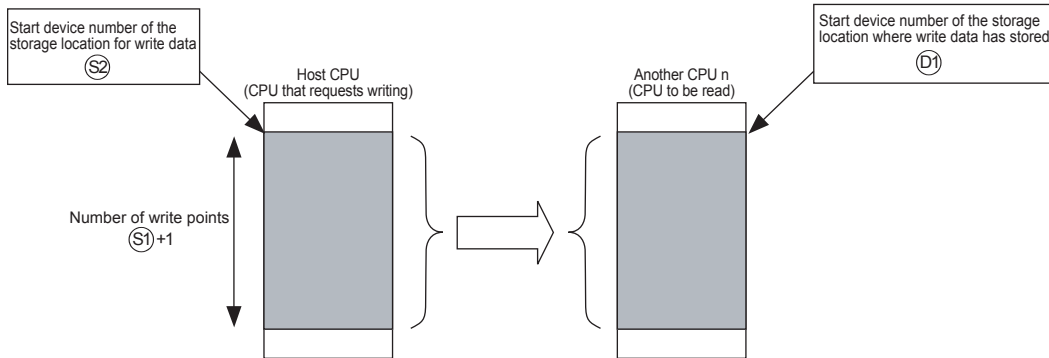 Start device number of the
storage location for write data
S2
Host CPU
(CPU that requests writing)
Another CPU n
(CPU to be read)
Start device number of the storage
location where write data has stored
D1
Number of write points
S1+1